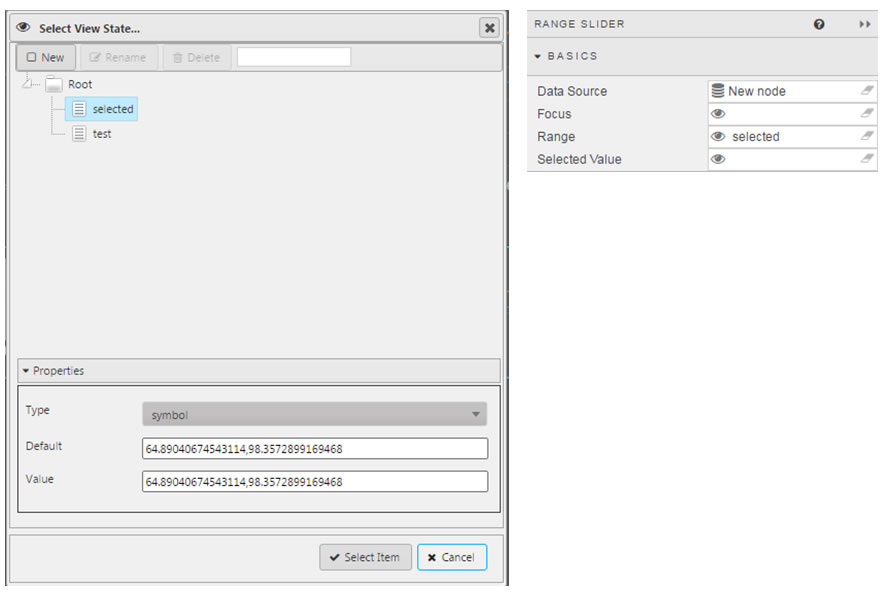 Select View State...
New Rename Delete
Root
selected
test
Properties
Type symbol
Default 64.89040674543114,98.3572899169468
Value 64.89040674543114,98.3572899169468
Select Item Cancel
RANGE SLIDER
BASICS
Data Source New node
Focus
Range selected
Selected Value